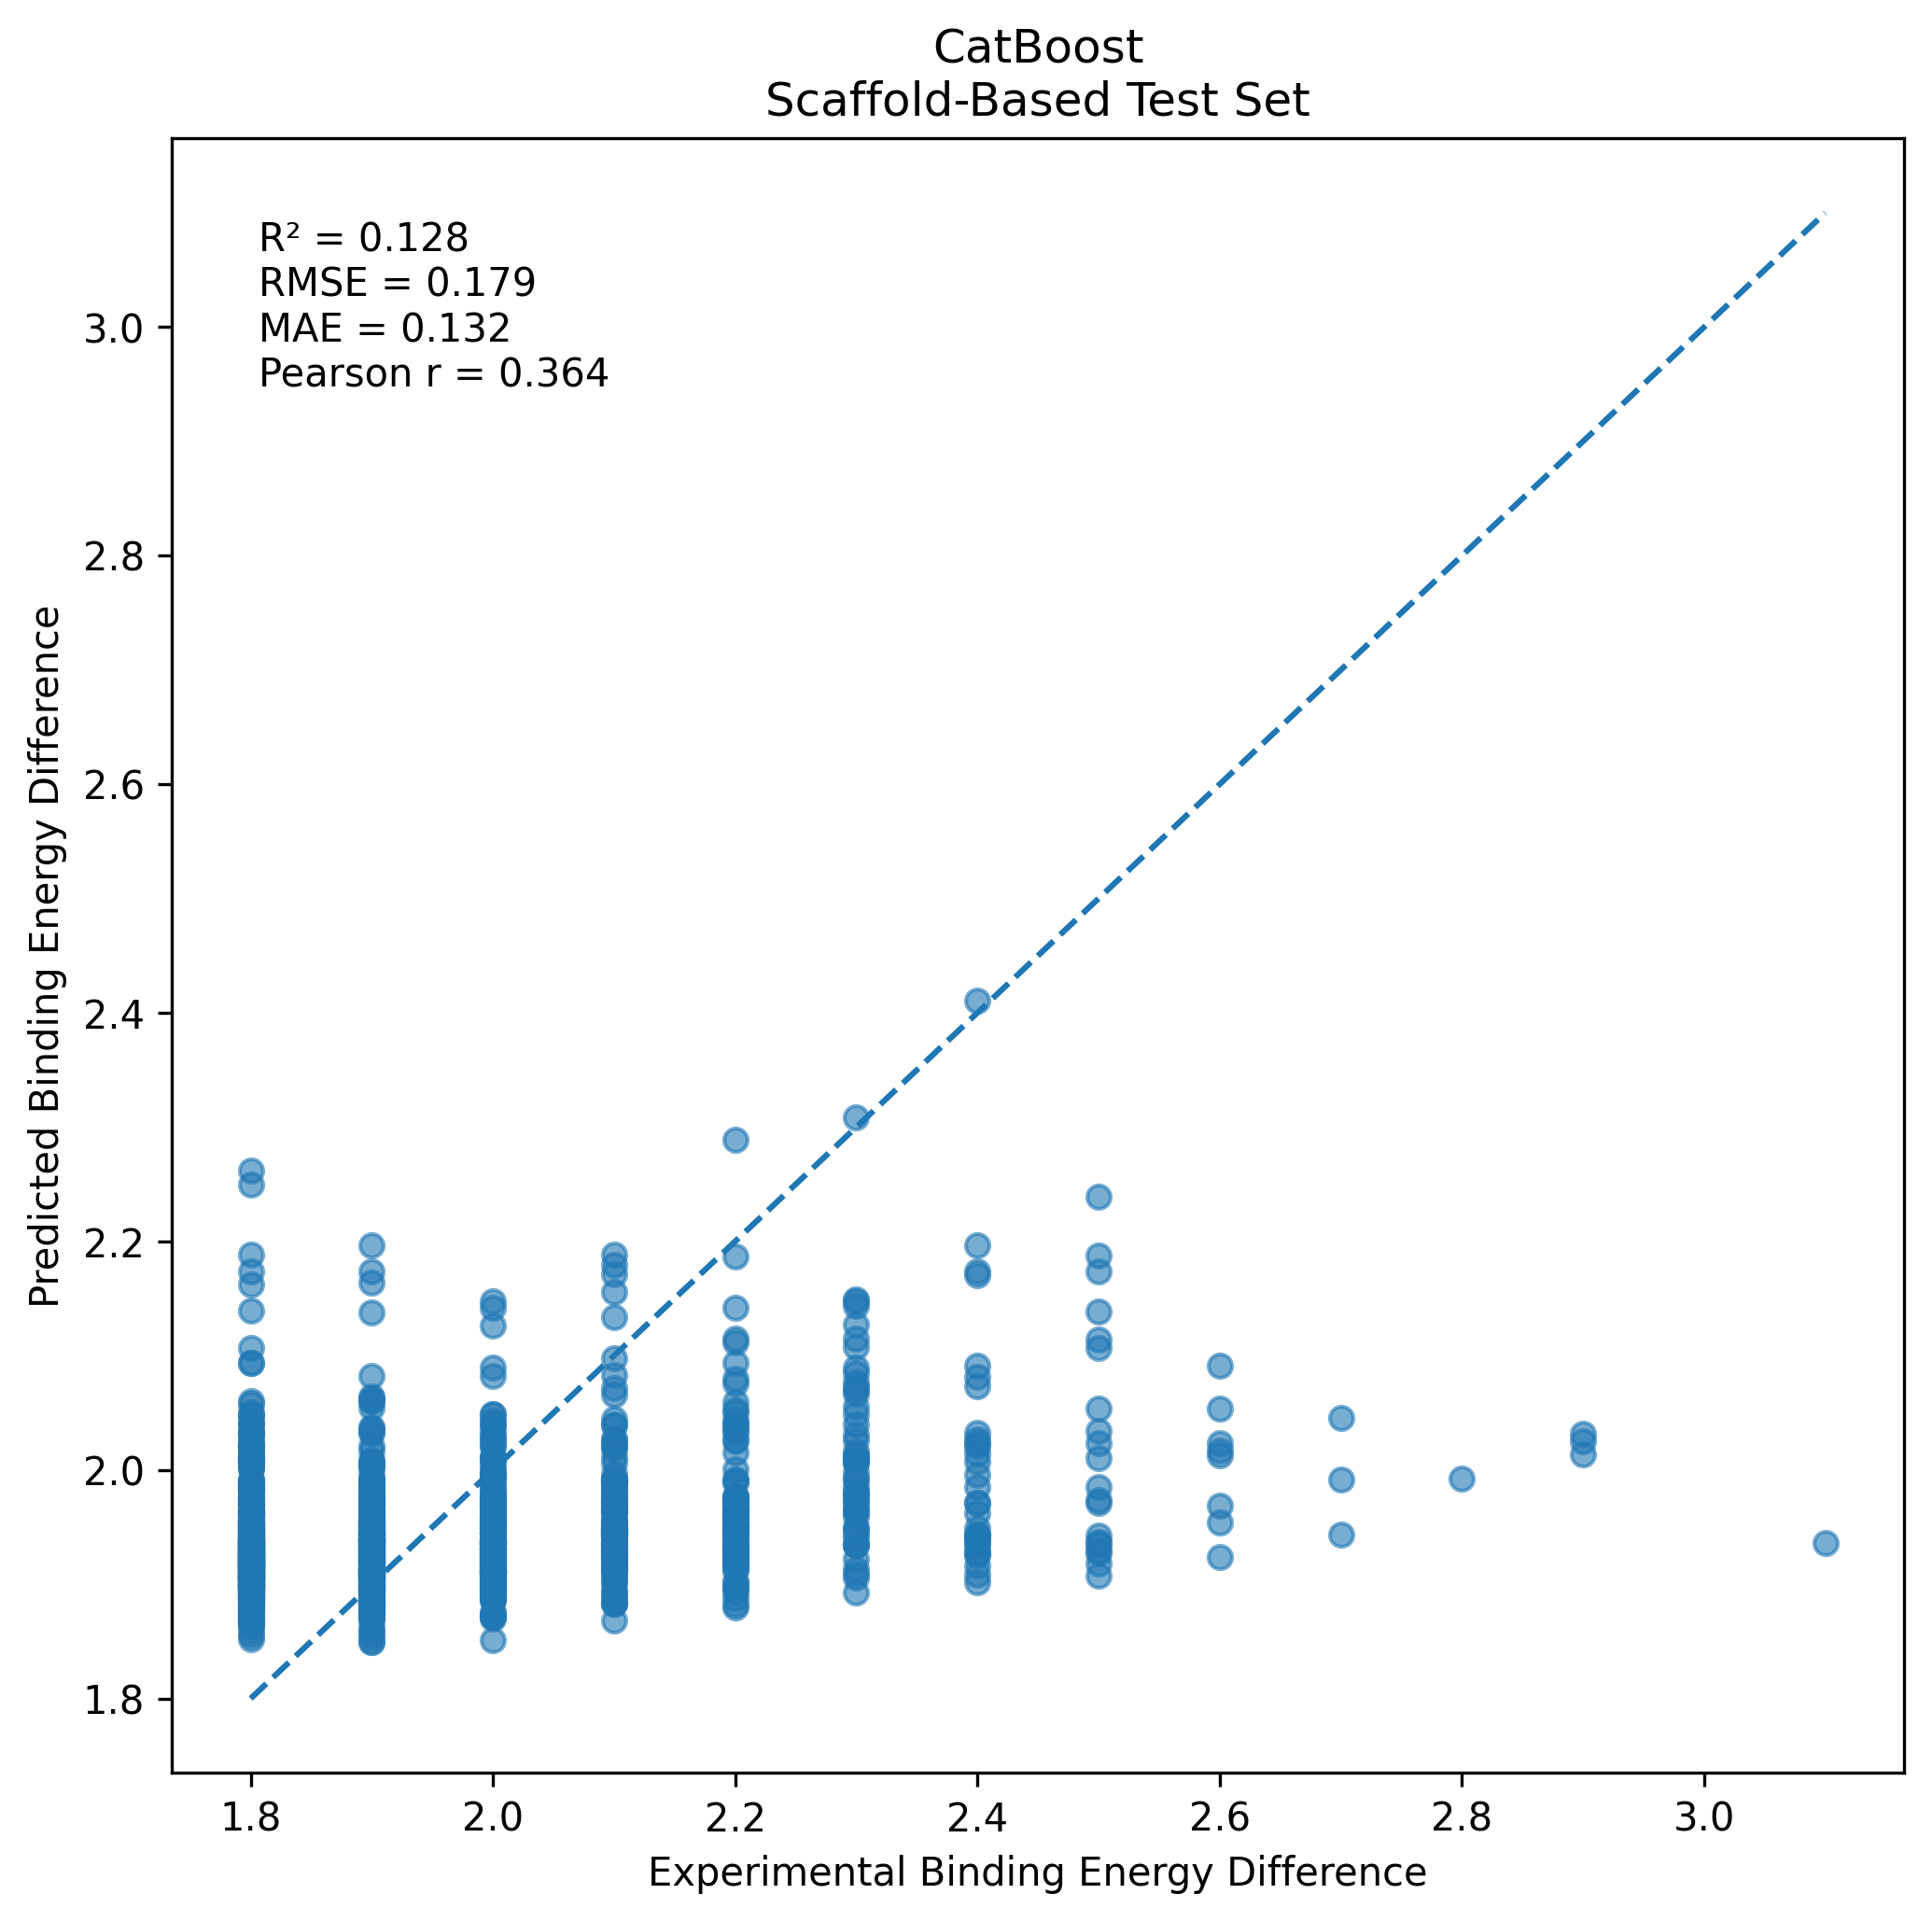 CatBoost
Scaffold-Based Test Set
R² = 0.128
RMSE = 0.179
MAE = 0.132
Pearson r = 0.364
Predicted Binding Energy Difference
3.0
2.8
2.6
2.4
2.2
2.0
1.8
1.8 2.0 2.2 2.4 2.6 2.8 3.0
Experimental Binding Energy Difference